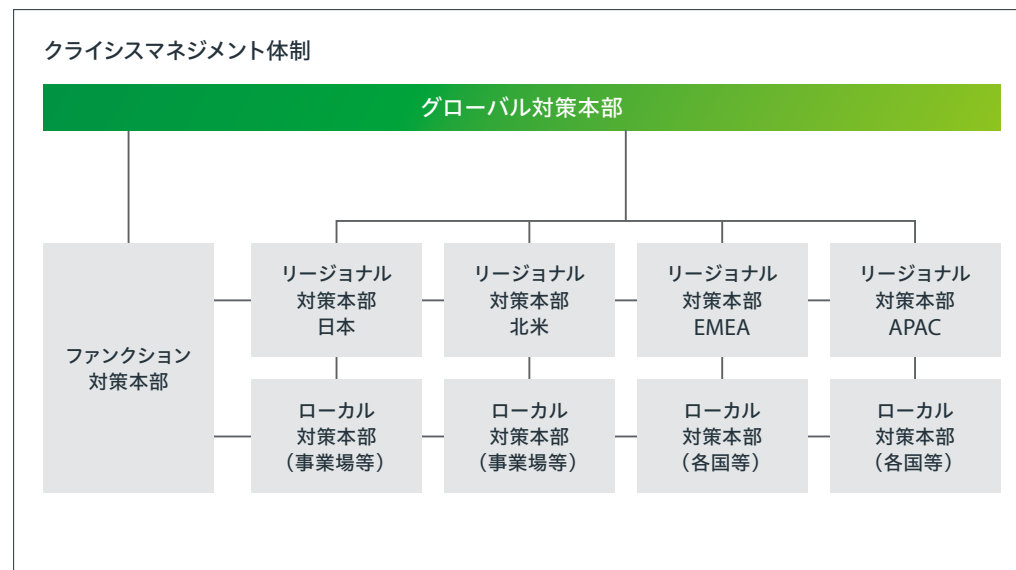 クライシスマネジメント体制
グローバル対策本部
ファンクション
対策本部
リージョナル
対策本部
日本
リージョナル
対策本部
北米
リージョナル
対策本部
EMEA
リージョナル
対策本部
APAC
ローカル
対策本部
（事業場等）
ローカル
対策本部
（事業場等）
ローカル
対策本部
（各国等）
ローカル
対策本部
（各国等）